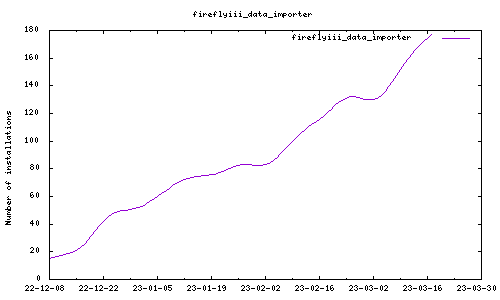 fireflyiii_data_importer
fireflyiii_data_importer
Number of installations
180
160
140
120
100
80
60
40
20
0
22-12-08 22-12-22 23-01-05 23-01-19 23-02-02 23-02-16 23-03-02 23-03-16 23-03-30